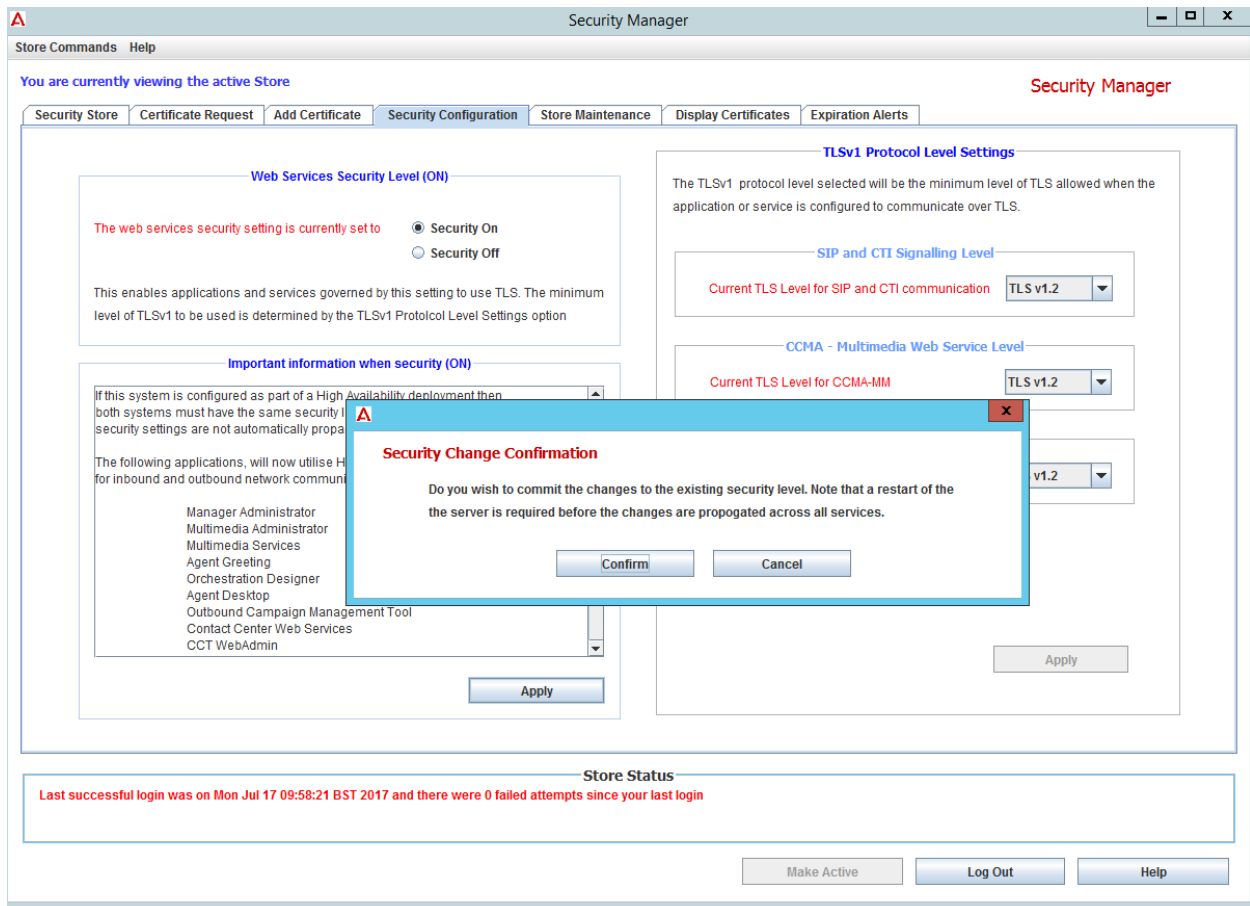 Security Manager
Store Commands Help
You are currently viewing the active Store
Security Manager
Security Store Certificate Request Add Certificate Security Configuration Store Maintenance Display Certificates Expiration Alerts
Web Services Security Level (ON)
The web services security setting is currently set to
Security On
Security Off
This enables applications and services governed by this setting to use TLS. The minimum
level of TLSv1 to be used is determined by the TLSv1 Protolcol Level Settings option
Important information when security (ON)
If this system is configured as part of a High Availability deployment then
both systems must have the same security l
security settings are not automatically propa
The following applications, will now utilise H
for inbound and outbound network communi
Manager Administrator
Multimedia Administrator
Multimedia Services
Agent Greeting
Orchestration Designer
Agent Desktop
Outbound Campaign Management Tool
Contact Center Web Services
CCT WebAdmin
Apply
TLSv1 Protocol Level Settings
The TLSv1 protocol level selected will be the minimum level of TLS allowed when the
application or service is configured to communicate over TLS.
SIP and CTI Signalling Level
Current TLS Level for SIP and CTI communication TLS v1.2
CCMA - Multimedia Web Service Level
Current TLS Level for CCMA-MM TLS v1.2
v1.2
Apply
X
Security Change Confirmation
Do you wish to commit the changes to the existing security level. Note that a restart of the
the server is required before the changes are propogated across all services.
Confirm Cancel
Store Status
Last successful login was on Mon Jul 17 09:58:21 BST 2017 and there were 0 failed attempts since your last login
Make Active Log Out Help